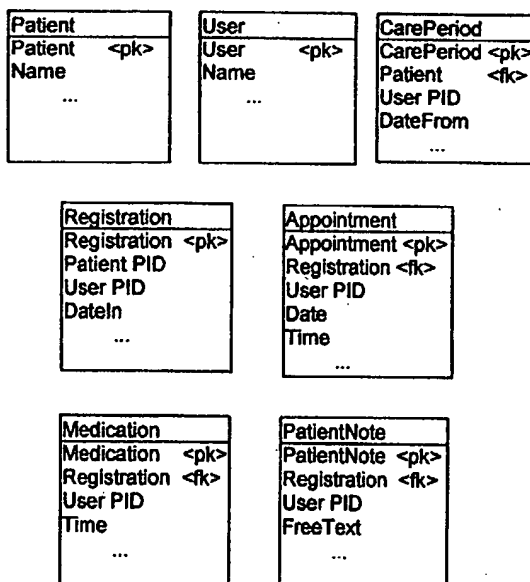 Patient
Patient <pk>
Name
...
User
User <pk>
Name
...
CarePeriod
CarePeriod <pk>
Patient <fk>
User PID
DateFrom
...
Registration
Registration <pk>
Patient PID
User PID
DateIn
...
Appointment
Appointment <pk>
Registration <fk>
User PID
Date
Time
...
Medication
Medication <pk>
Registration <fk>
User PID
Time
...
PatientNote
PatientNote <pk>
Registration <fk>
User PID
FreeText
...